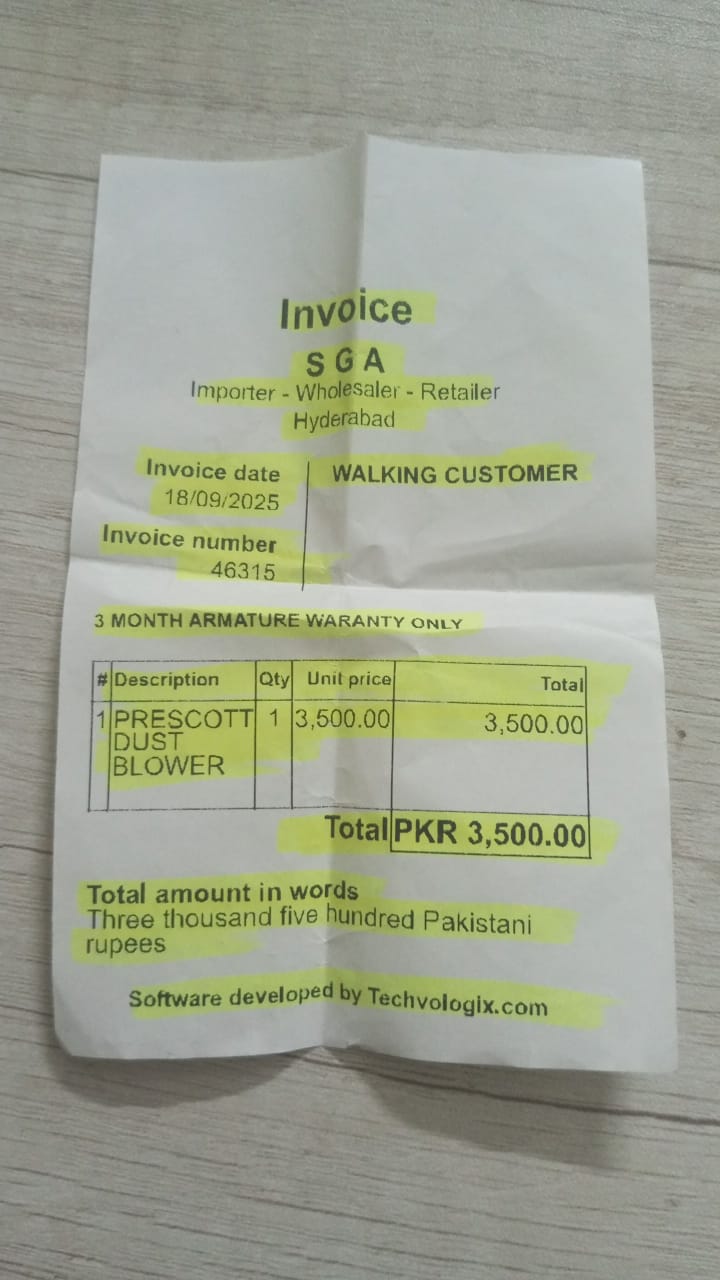 Invoice
S G A
Importer - Wholesaler - Retailer
Hyderabad
Invoice date
18/09/2025
WALKING CUSTOMER
Invoice number
46315
3 MONTH ARMATURE WARANTY ONLY
# Description Qty Unit price Total
1 PRESCOTT 1 3,500.00 3,500.00
DUST
BLOWER
Total PKR 3,500.00
Total amount in words
Three thousand five hundred Pakistani
rupees
Software developed by Techvologix.com